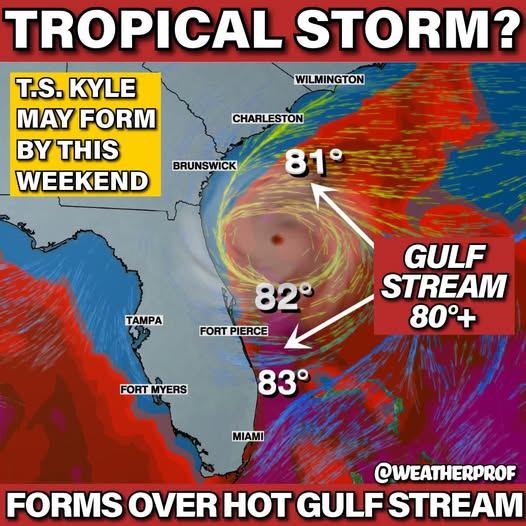 TROPICAL STORM?
T.S. KYLE
MAY FORM
BY THIS
WEEKEND
WILMINGTON
CHARLESTON
BRUNSWICK
81°
GULF
STREAM
80°+
82°
TAMPA
FORT PIERCE
83°
FORT MYERS
MIAMI
@WEATHERPROF
FORMS OVER HOT GULF STREAM